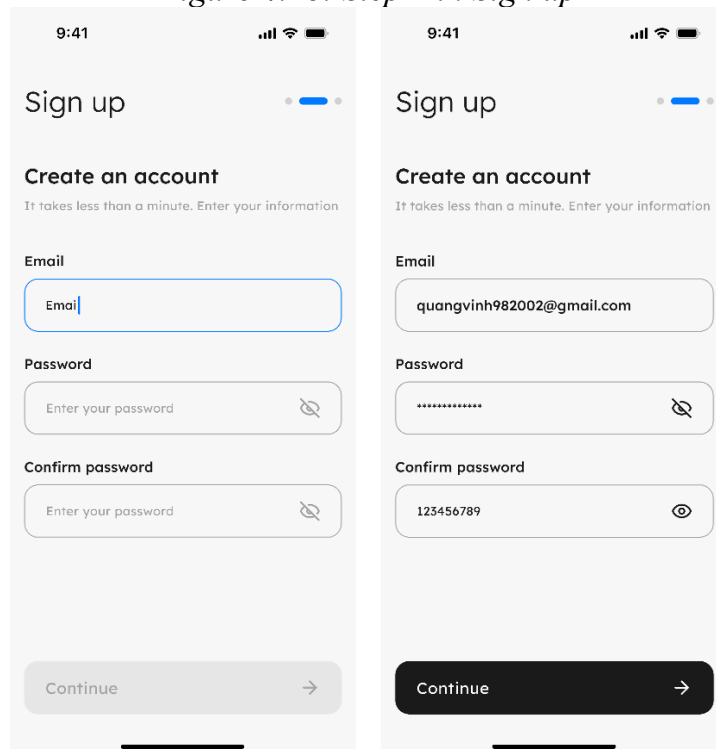 9:41
Sign up
Create an account
It takes less than a minute. Enter your information
Email
Emai
Password
Enter your password
Confirm password
Enter your password
Continue
9:41
Sign up
Create an account
It takes less than a minute. Enter your information
Email
quangvinh982002@gmail.com
Password
*************
Confirm password
123456789
Continue